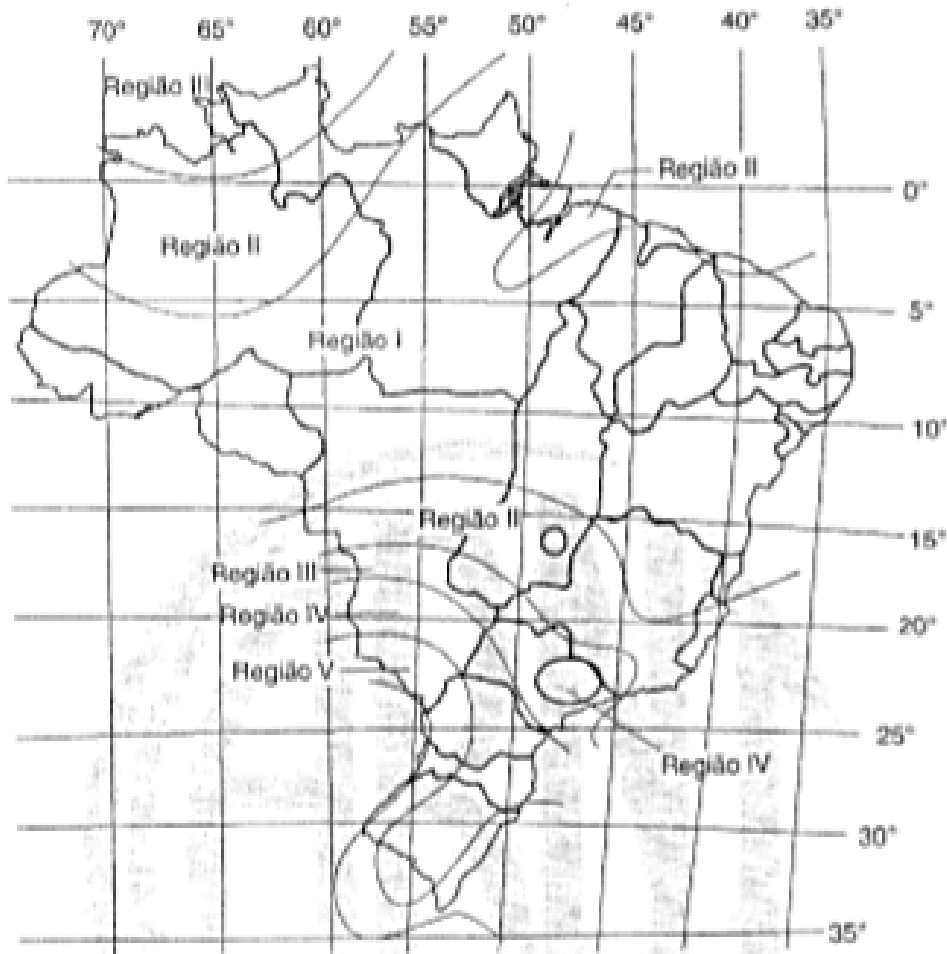 70° 65° 60° 55° 50° 45° 40° 35°
Região III
Região II
0°
Região II
5°
Região I
10°
Região II
15°
Região III
Região IV
20°
Região V
25°
Região IV
30°
35°